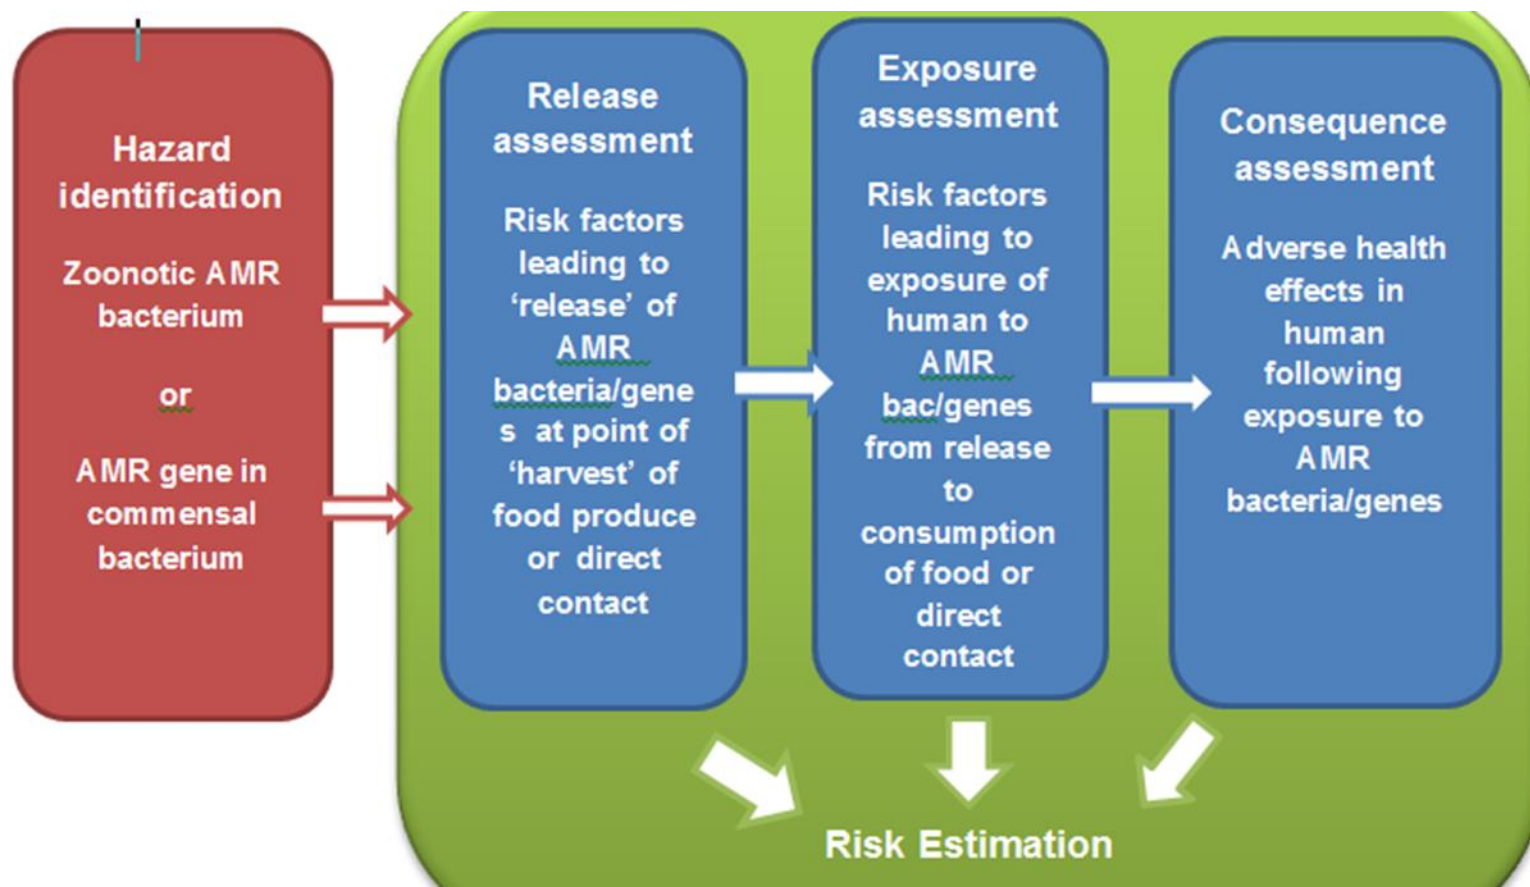 Hazard
identification
Zoonotic AMR
bacterium
or
AMR gene in
commensal
bacterium
Release
assessment
Risk factors
leading to
‘release’ of
AMR
bacteria/gene
s at point of
‘harvest’ of
food produce
or direct
contact
Exposure
assessment
Risk factors
leading to
exposure of
human to
AMR
bac/genes
from release
to
consumption
of food or
direct
contact
Consequence
assessment
Adverse health
effects in
human
following
exposure to
AMR
bacteria/genes
Risk Estimation